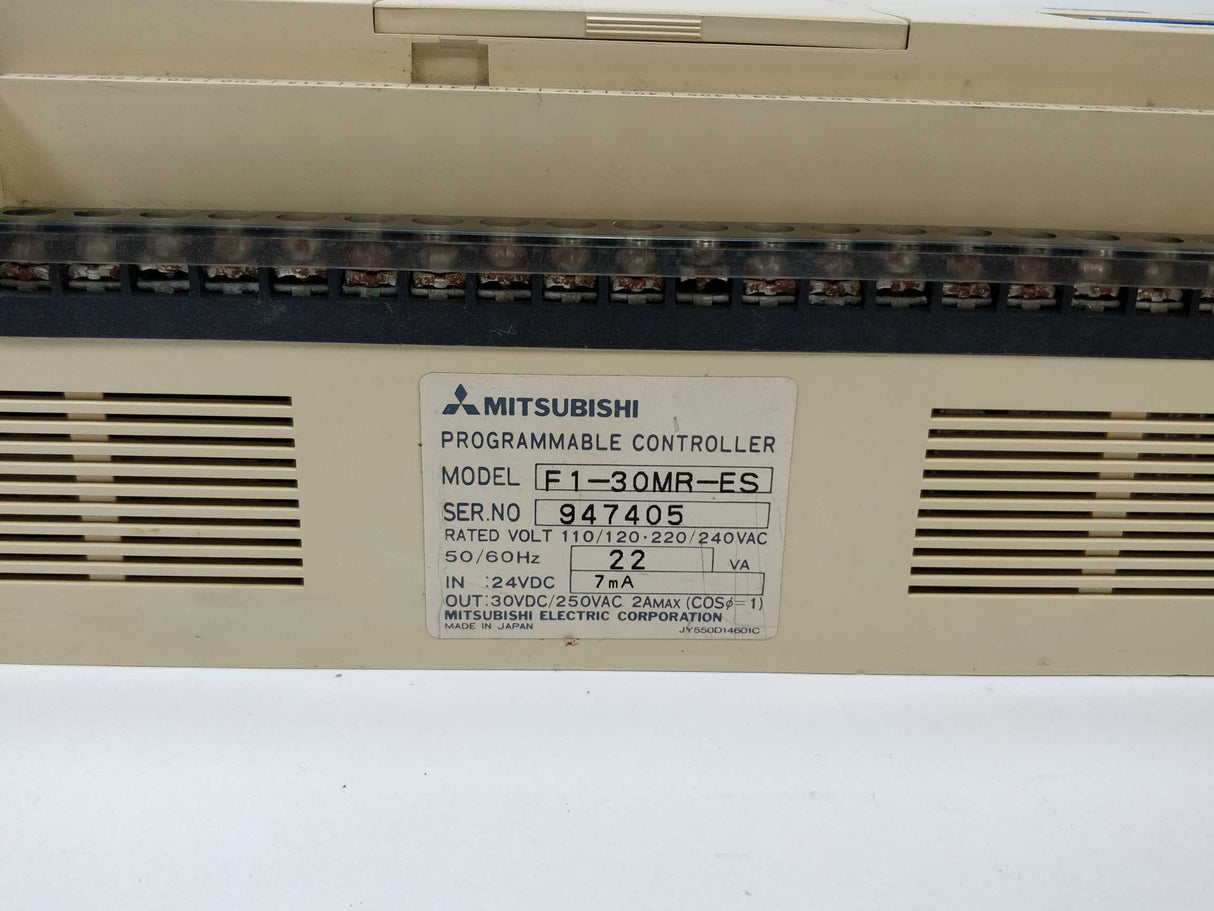 MITSUBISHI
PROGRAMMABLE CONTROLLER
MODEL F1-30MR-ES
SER.NO 947405
RATED VOLT 110/120·220/240VAC
50/60Hz 22 VA
IN :24VDC 7mA
OUT:30VDC/250VAC 2AMAX (COSø=1)
MITSUBISHI ELECTRIC CORPORATION
MADE IN JAPAN JY550D14601C